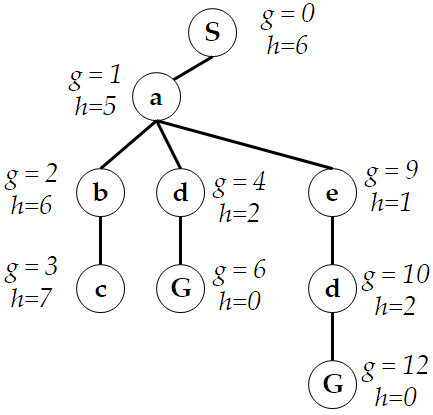 S
g = 0
h=6
g = 1
h=5
a
g = 2
h=6
b
d
g = 4
h=2
e
g = 9
h=1
g = 3
h=7
c
G
g = 6
h=0
d
g = 10
h=2
G
g = 12
h=0